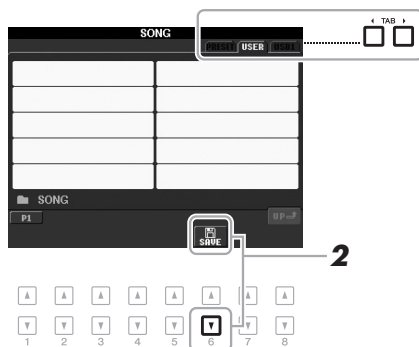 TAB
SONG
PRESET USER USB1
SONG
P1
UP
SAVE
2
1 2 3 4 5 6 7 8